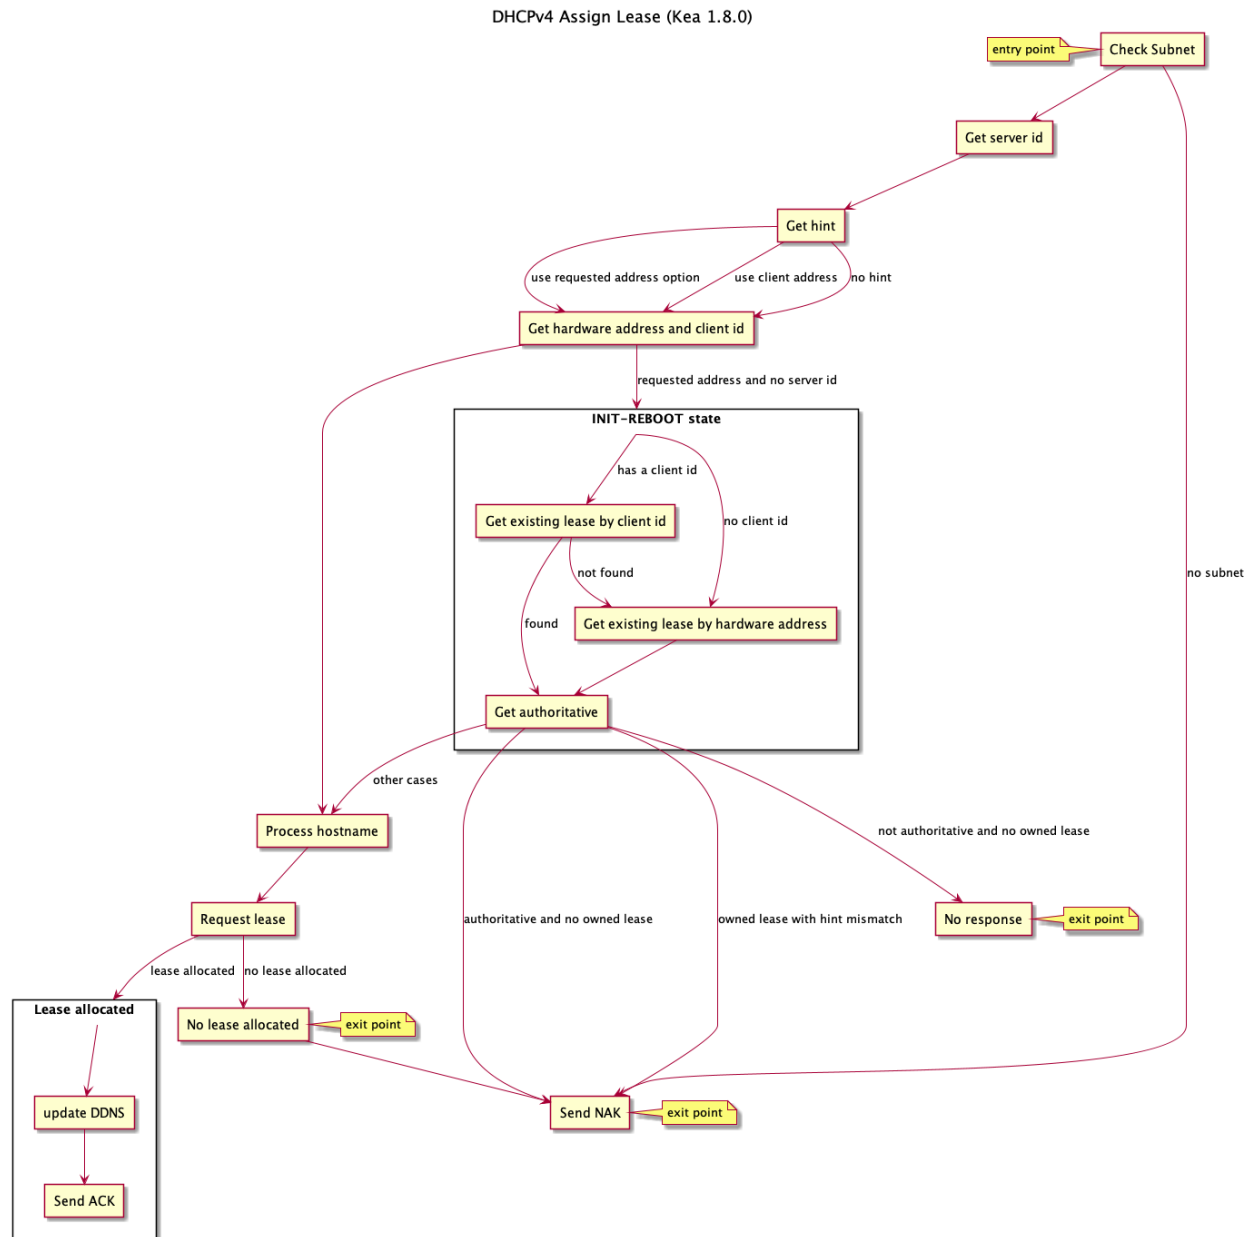 DHCPv4 Assign Lease (Kea 1.8.0)
entry point
Check Subnet
Get server id
Get hint
use requested address option
use client address
no hint
Get hardware address and client id
requested address and no server id
INIT-REBOOT state
has a client id
Get existing lease by client id
no client id
not found
no subnet
found
Get existing lease by hardware address
Get authoritative
other cases
Process hostname
not authoritative and no owned lease
Request lease
authoritative and no owned lease
owned lease with hint mismatch
No response
exit point
lease allocated
no lease allocated
Lease allocated
No lease allocated
exit point
update DDNS
Send NAK
exit point
Send ACK